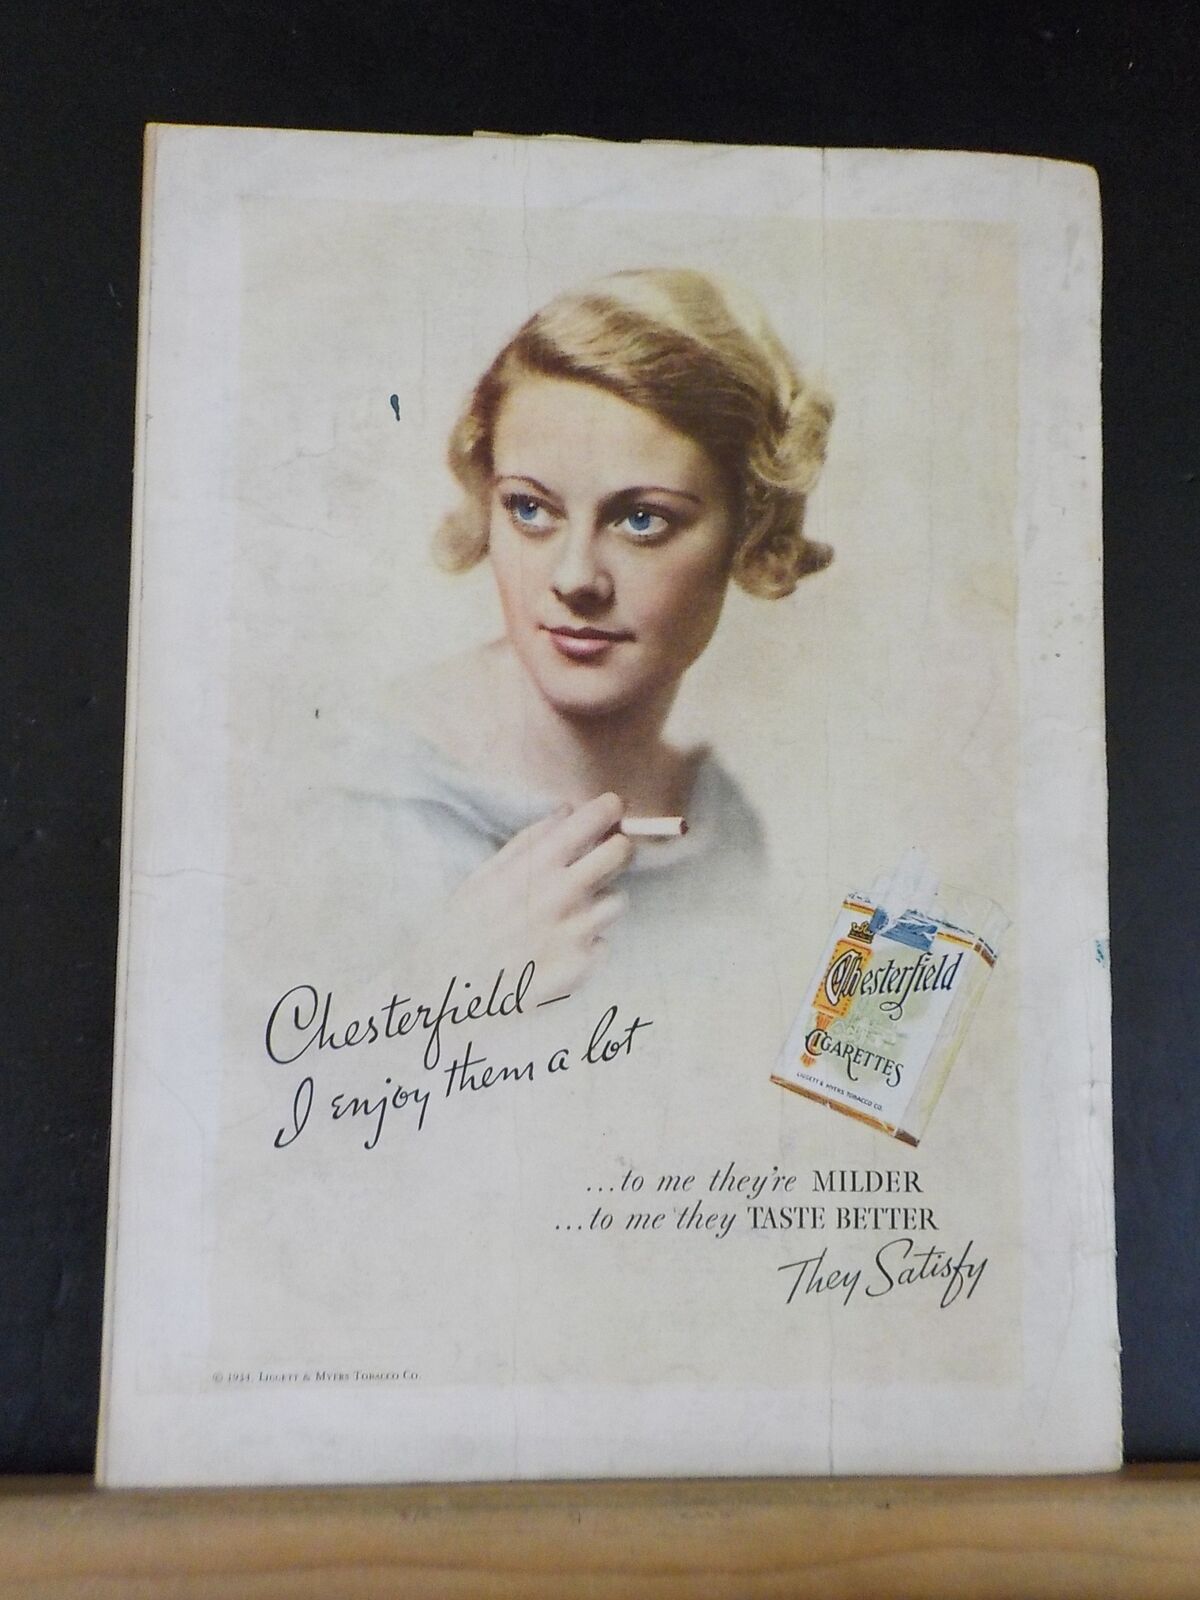 Chesterfield
CIGARETTES
LIGGETT & MYERS TOBACCO CO.
Chesterfield—
I enjoy them a lot
...to me they're MILDER
...to me they TASTE BETTER
They Satisfy
© 1934, LIGGETT & MYERS TOBACCO CO.